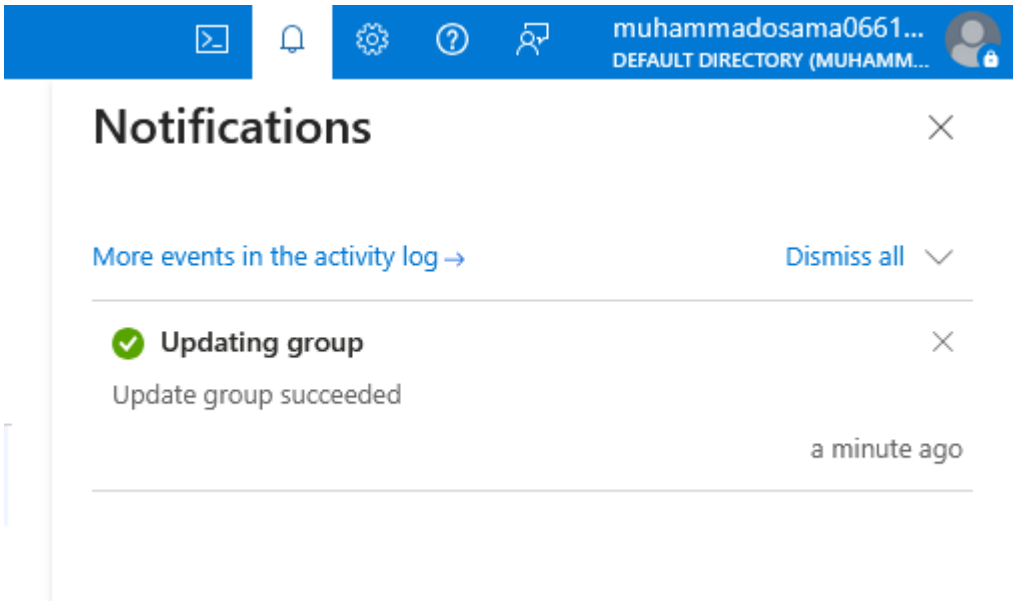 muhammadosama0661...
DEFAULT DIRECTORY (MUHAMM...
Notifications
More events in the activity log →
Dismiss all
Updating group
Update group succeeded
a minute ago